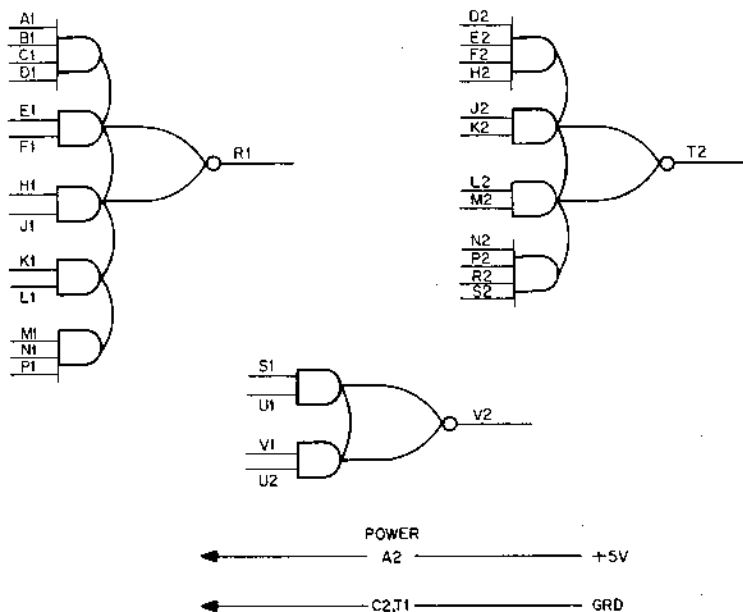 A1
B1
C1
D1
E1
F1
H1
J1
K1
L1
M1
N1
P1
R1
D2
E2
F2
H2
J2
K2
L2
M2
N2
P2
R2
S2
T2
S1
U1
V1
U2
V2
POWER
A2 +5V
C2,T1 GRD